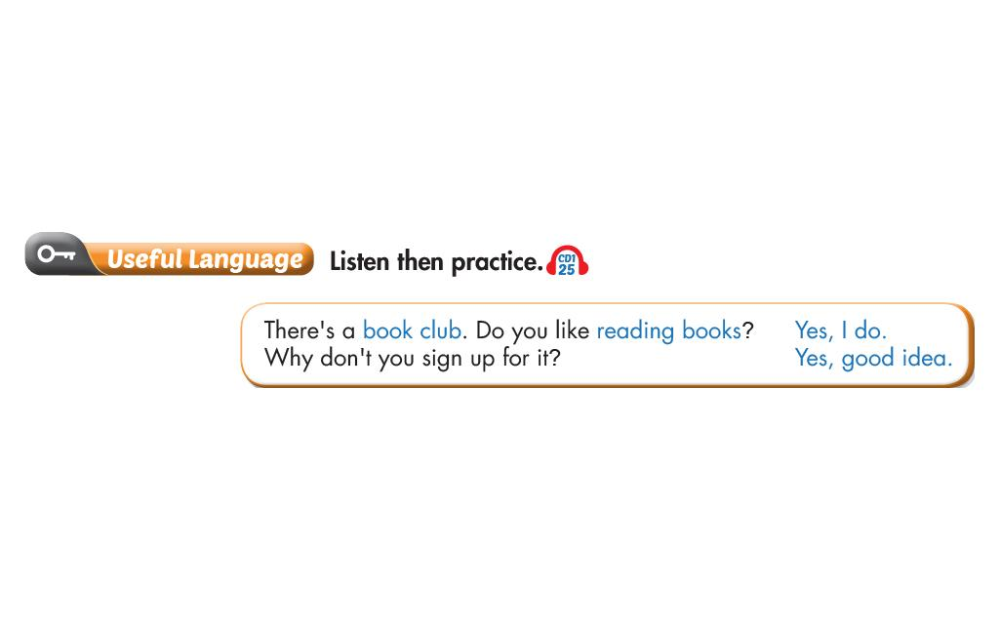 Useful Language Listen then practice. CD1
25
There's a book club. Do you like reading books? Yes, I do.
Why don't you sign up for it? Yes, good idea.